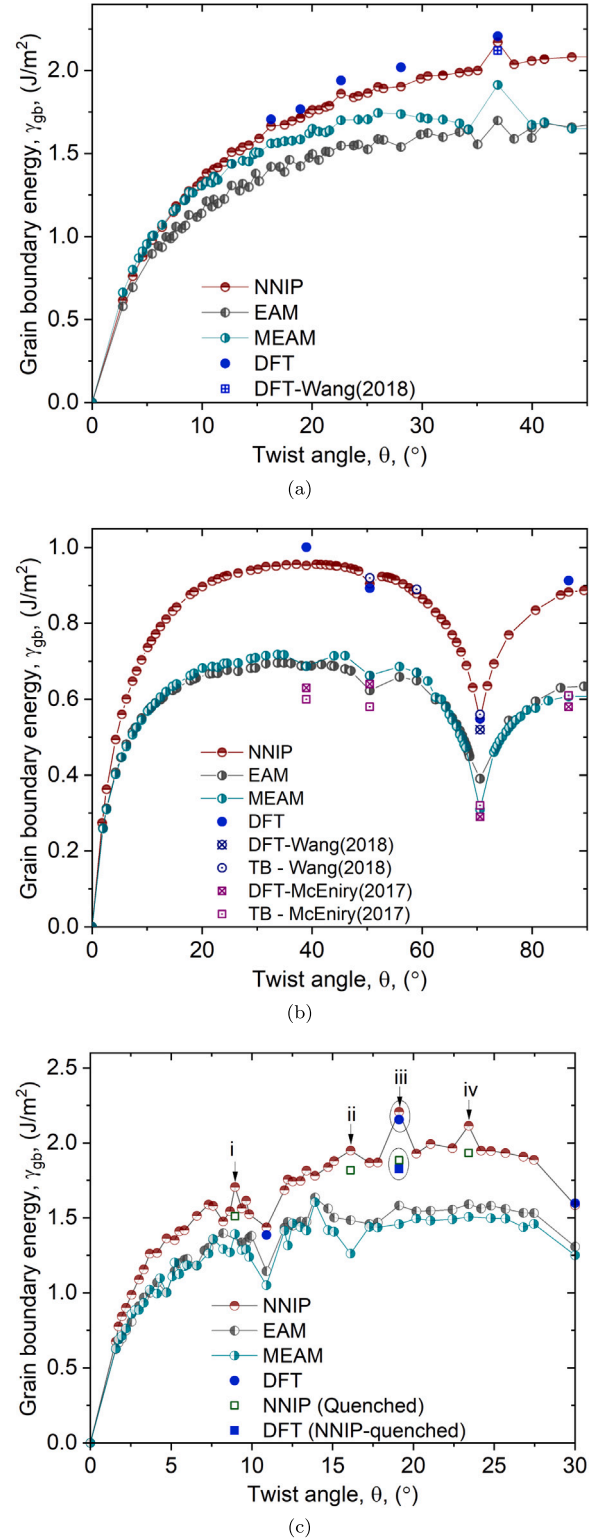 Grain boundary energy, γgb, (J/m²)
2.0
1.5
1.0
0.5
0.0
NNIP
EAM
MEAM
DFT
DFT-Wang(2018)
0 10 20 30 40
Twist angle, θ, (°)
(a)
Grain boundary energy, γgb, (J/m²)
1.0
0.8
0.6
0.4
0.2
0.0
NNIP
EAM
MEAM
DFT
DFT-Wang(2018)
TB - Wang(2018)
DFT-McEniry(2017)
TB - McEniry(2017)
0 20 40 60 80
Twist angle, θ, (°)
(b)
Grain boundary energy, γgb, (J/m²)
2.5
2.0
1.5
1.0
0.5
0.0
i ii iii iv
NNIP
EAM
MEAM
DFT
NNIP (Quenched)
DFT (NNIP-quenched)
0 5 10 15 20 25 30
Twist angle, θ, (°)
(c)